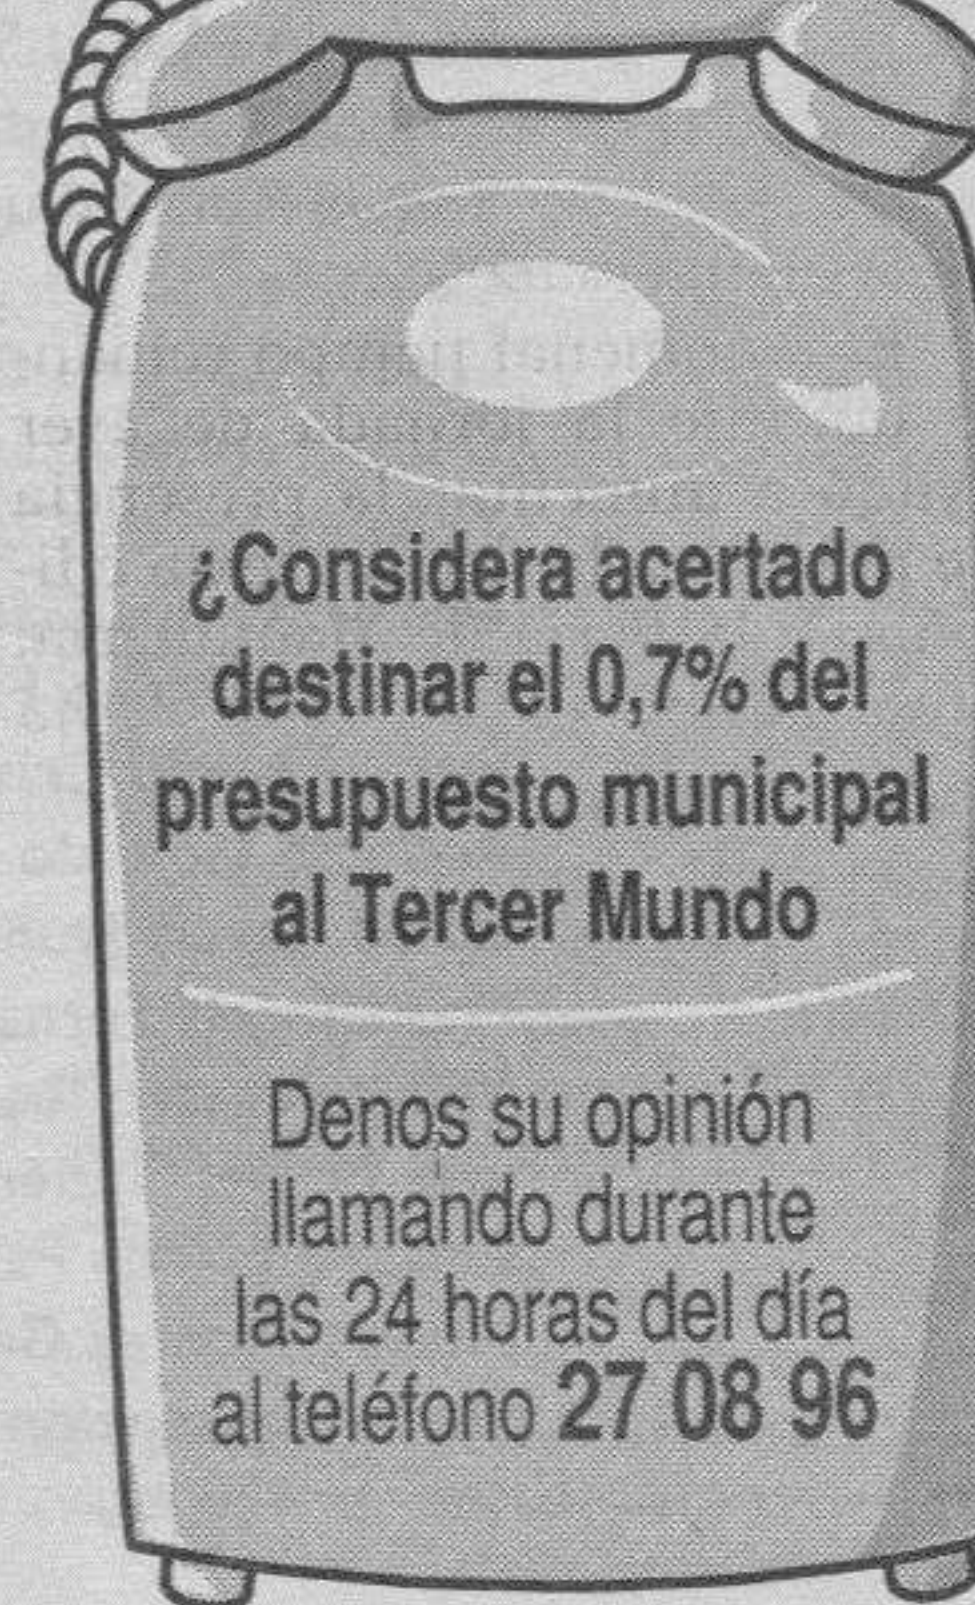 ¿Considera acertado
destinar el 0,7% del
presupuesto municipal
al Tercer Mundo
Denos su opinión
llamando durante
las 24 horas del día
al teléfono 27 08 96